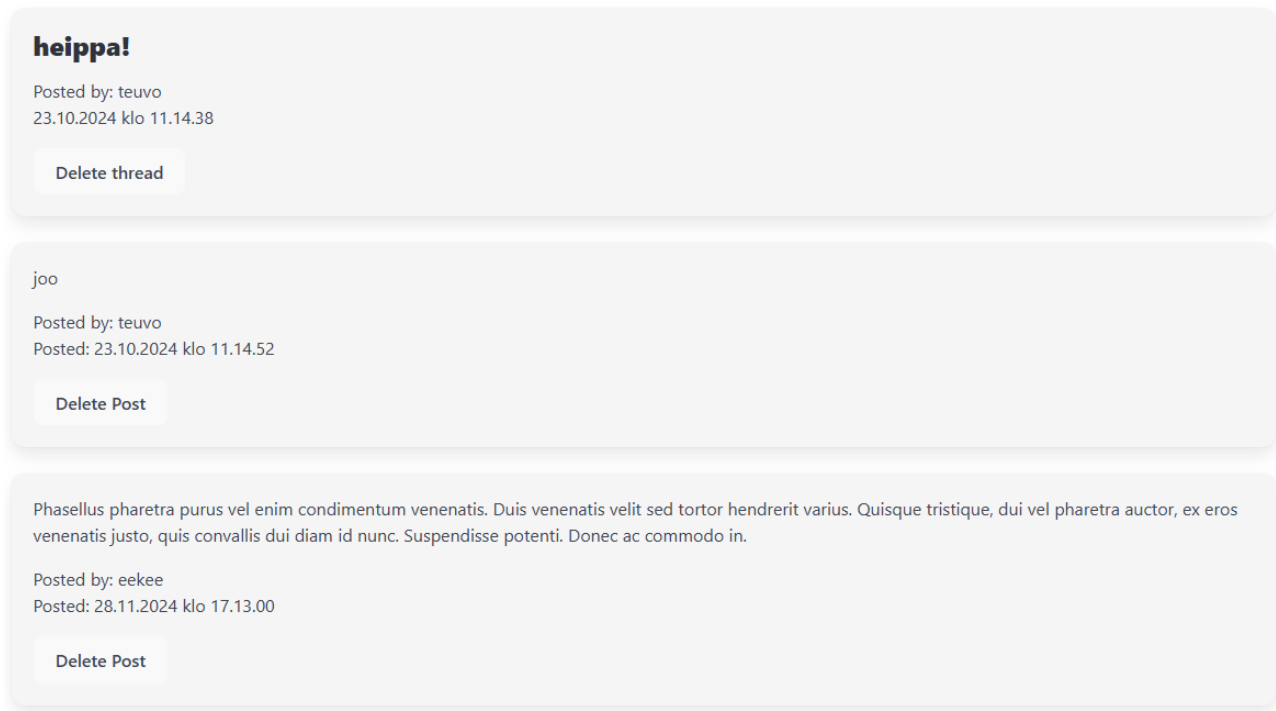 heippa!
Posted by: teuvo
23.10.2024 klo 11.14.38
Delete thread
joo
Posted by: teuvo
Posted: 23.10.2024 klo 11.14.52
Delete Post
Phasellus pharetra purus vel enim condimentum venenatis. Duis venenatis velit sed tortor hendrerit varius. Quisque tristique, dui vel pharetra auctor, ex eros
venenatis justo, quis convallis dui diam id nunc. Suspendisse potenti. Donec ac commodo in.
Posted by: eekee
Posted: 28.11.2024 klo 17.13.00
Delete Post